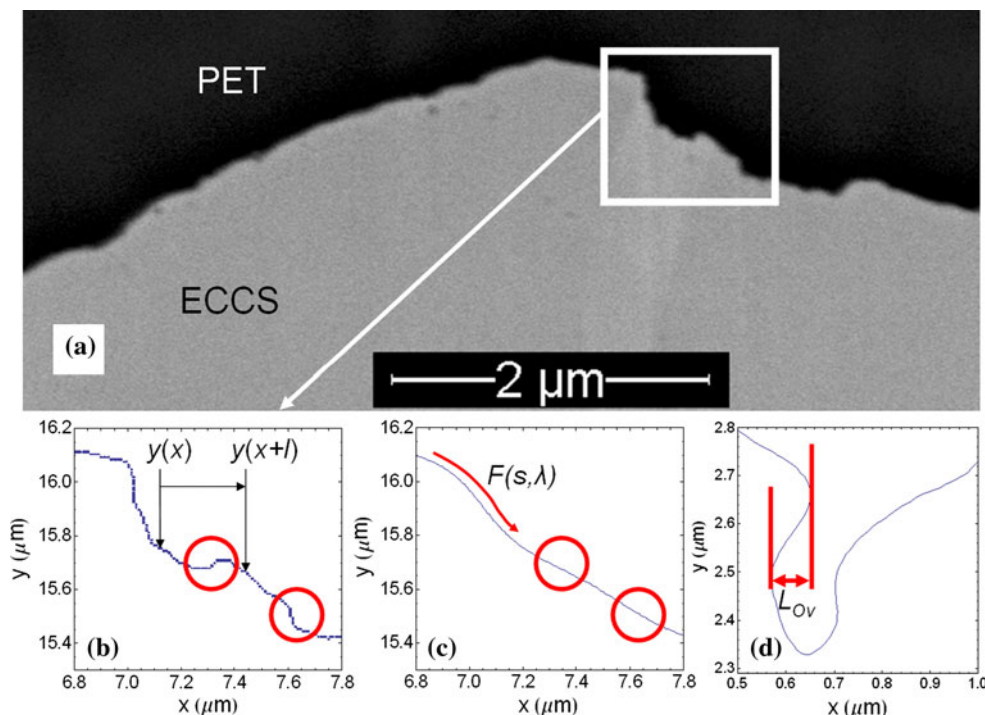 PET
ECCS
(a)
2 μm
16.2
16.0
15.8
15.6
15.4
y (μm)
6.8 7.0 7.2 7.4 7.6 7.8
x (μm)
y(x)
y(x+l)
(b)
16.2
16.0
15.8
15.6
15.4
y (μm)
6.8 7.0 7.2 7.4 7.6 7.8
x (μm)
F(s,λ)
(c)
2.8
2.7
2.6
2.5
2.4
2.3
y (μm)
0.5 0.6 0.7 0.8 0.9 1.0
x (μm)
LOv
(d)